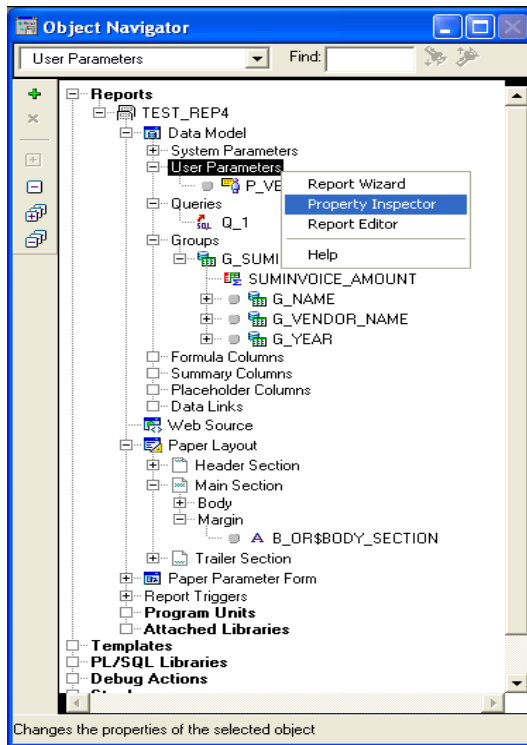 Object Navigator
User Parameters Find:
Reports
TEST_REP4
Data Model
System Parameters
User Parameters
P_VE
Report Wizard
Property Inspector
Report Editor
Help
Queries
SQL Q_1
Groups
G_SUMI
SUMINVOICE_AMOUNT
G_NAME
G_VENDOR_NAME
G_YEAR
Formula Columns
Summary Columns
Placeholder Columns
Data Links
Web Source
Paper Layout
Header Section
Main Section
Body
Margin
A B_OR$BODY_SECTION
Trailer Section
Paper Parameter Form
Report Triggers
Program Units
Attached Libraries
Templates
PL/SQL Libraries
Debug Actions
Changes the properties of the selected object